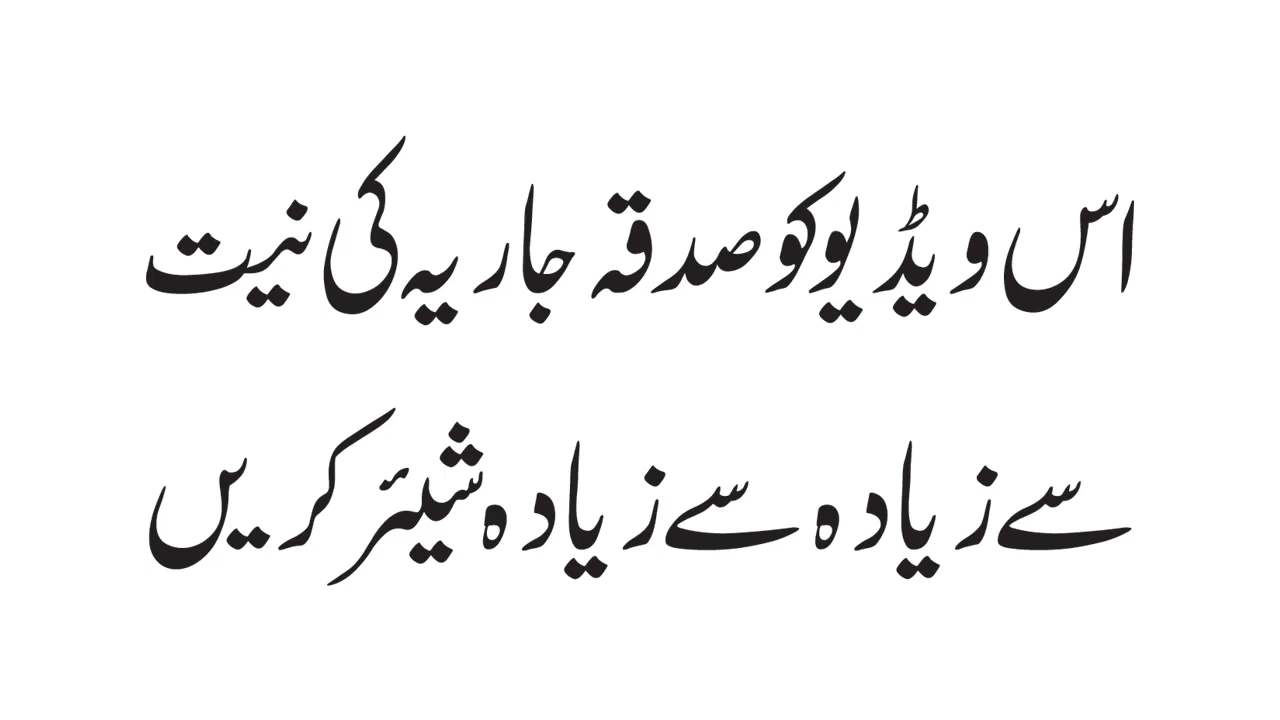 اس ویڈیو کو صدقہ جاریہ کی نیت
سے زیادہ سے زیادہ شیئر کریں